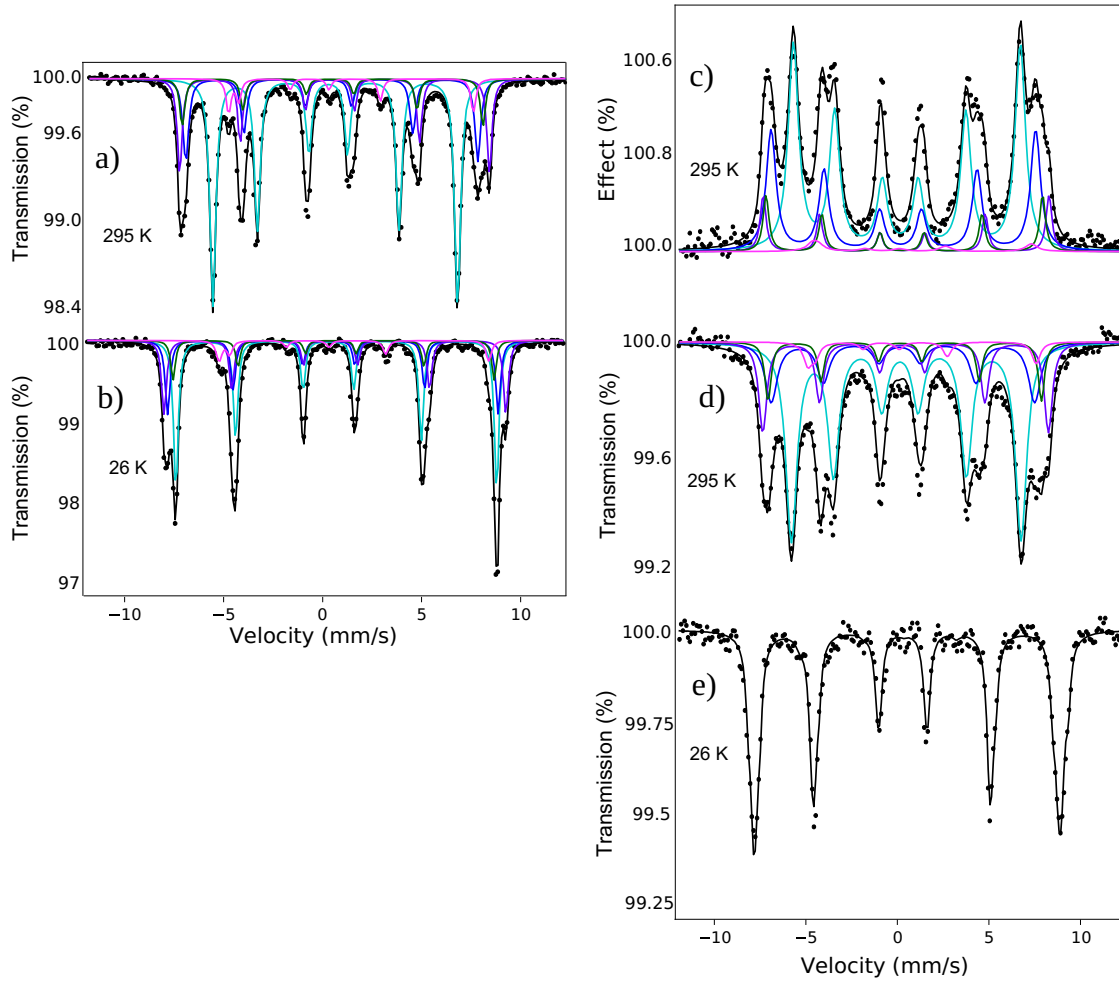 Transmission (%)
100.0
99.6
99.0
98.4
a)
295 K
Transmission (%)
100
99
98
97
b)
26 K
−10
−5
0
5
10
Velocity (mm/s)
Effect (%)
100.6
100.8
100.0
c)
295 K
Transmission (%)
100.0
99.6
99.2
d)
295 K
Transmission (%)
100.0
99.75
99.5
99.25
e)
26 K
−10
−5
0
5
10
Velocity (mm/s)